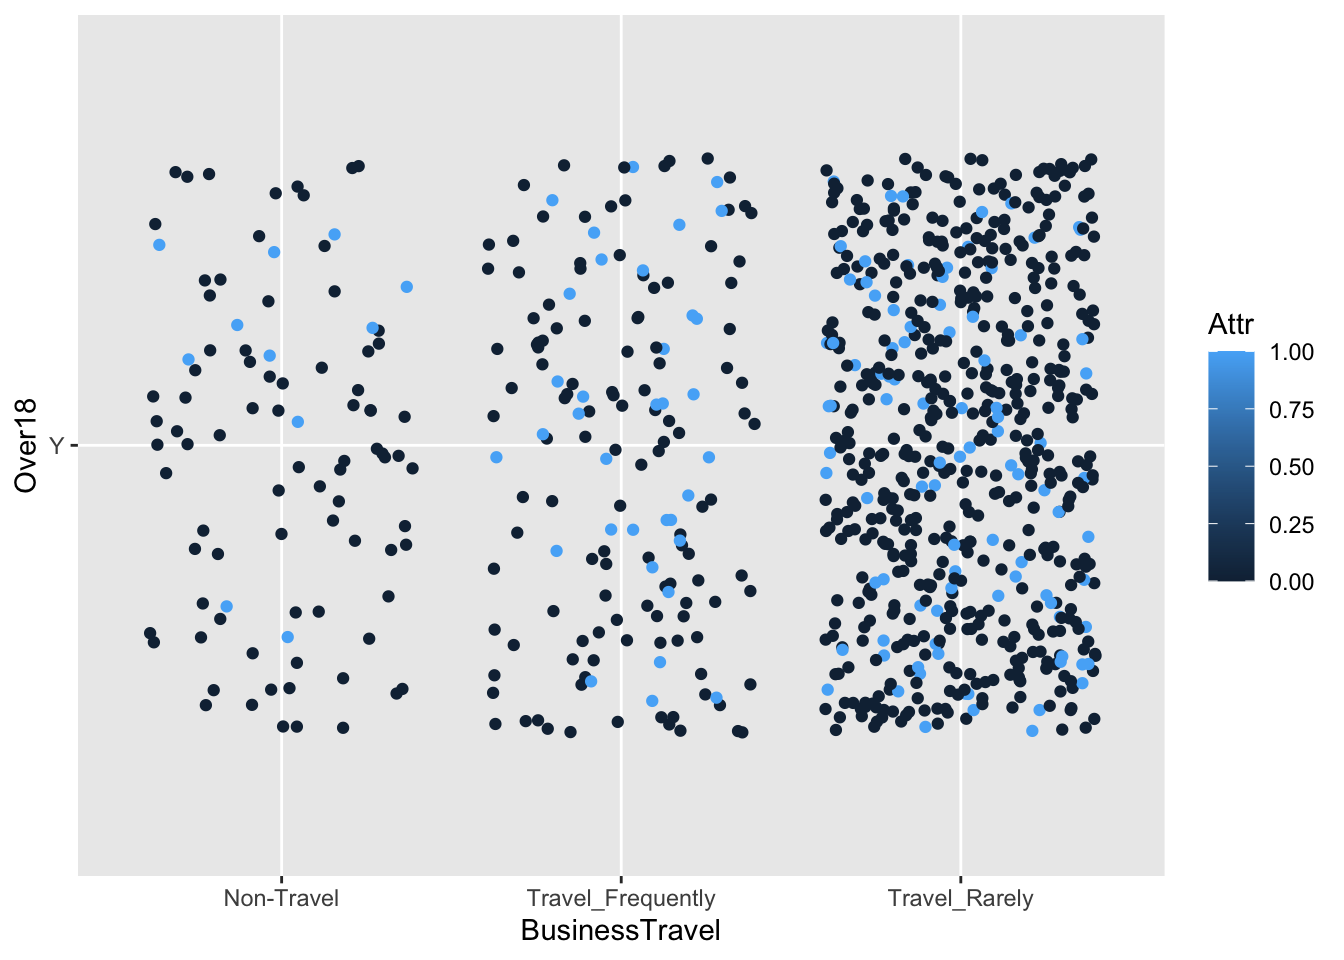 Over18
Y
Non-Travel
Travel_Frequently
Travel_Rarely
BusinessTravel
Attr
1.00
0.75
0.50
0.25
0.00